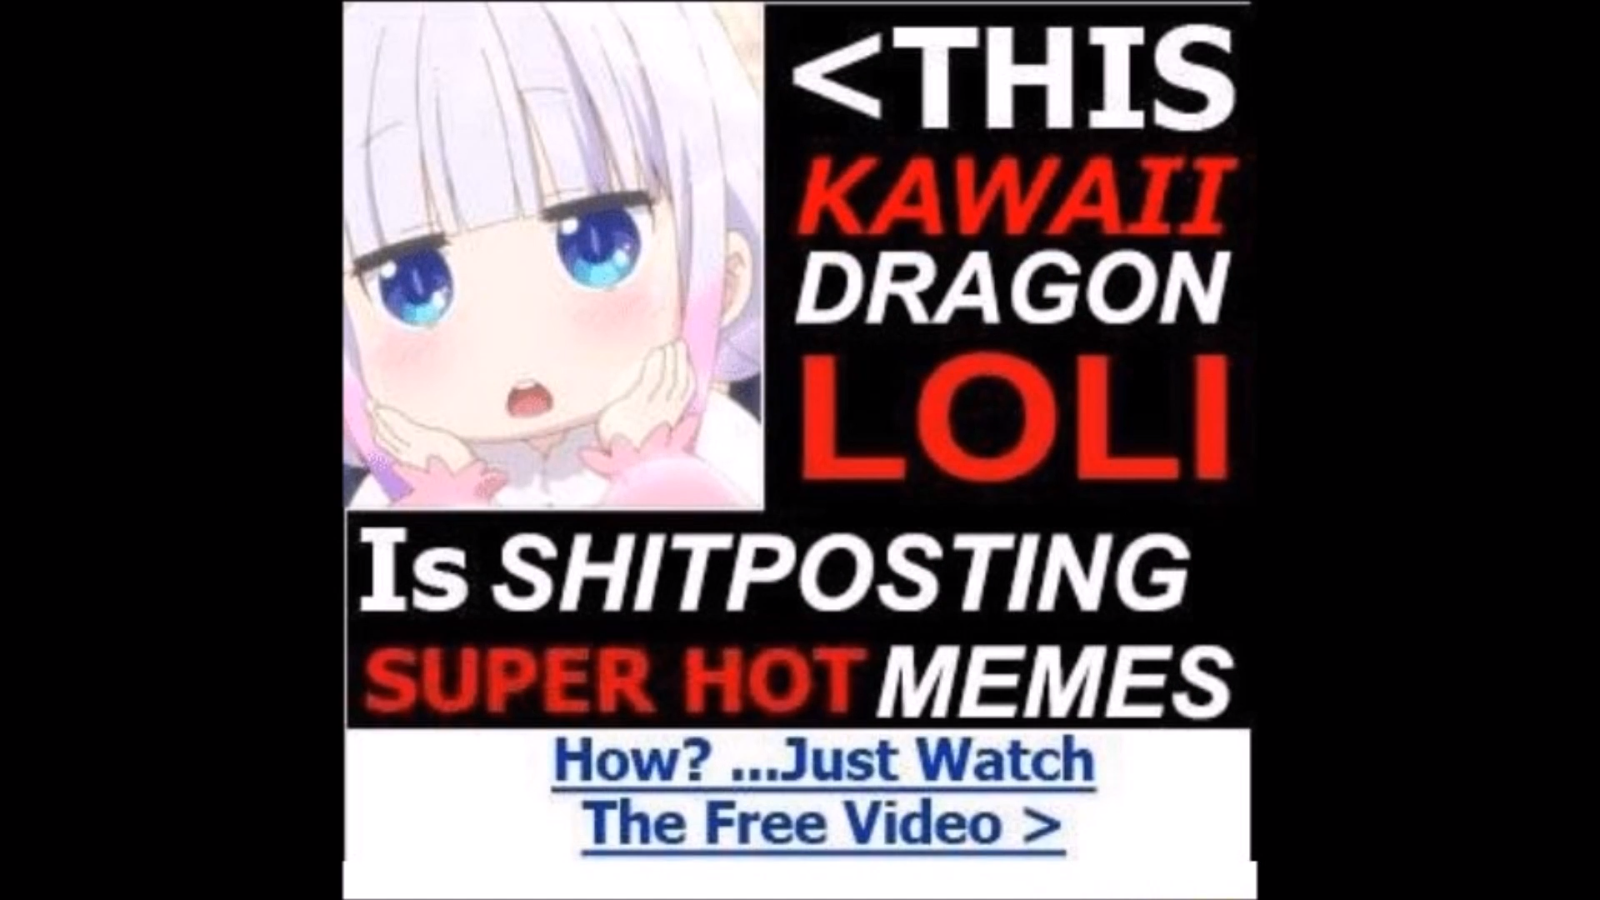 <THIS
KAWAII
DRAGON
LOLI
Is SHITPOSTING
SUPER HOT MEMES
How? ...Just Watch
The Free Video >